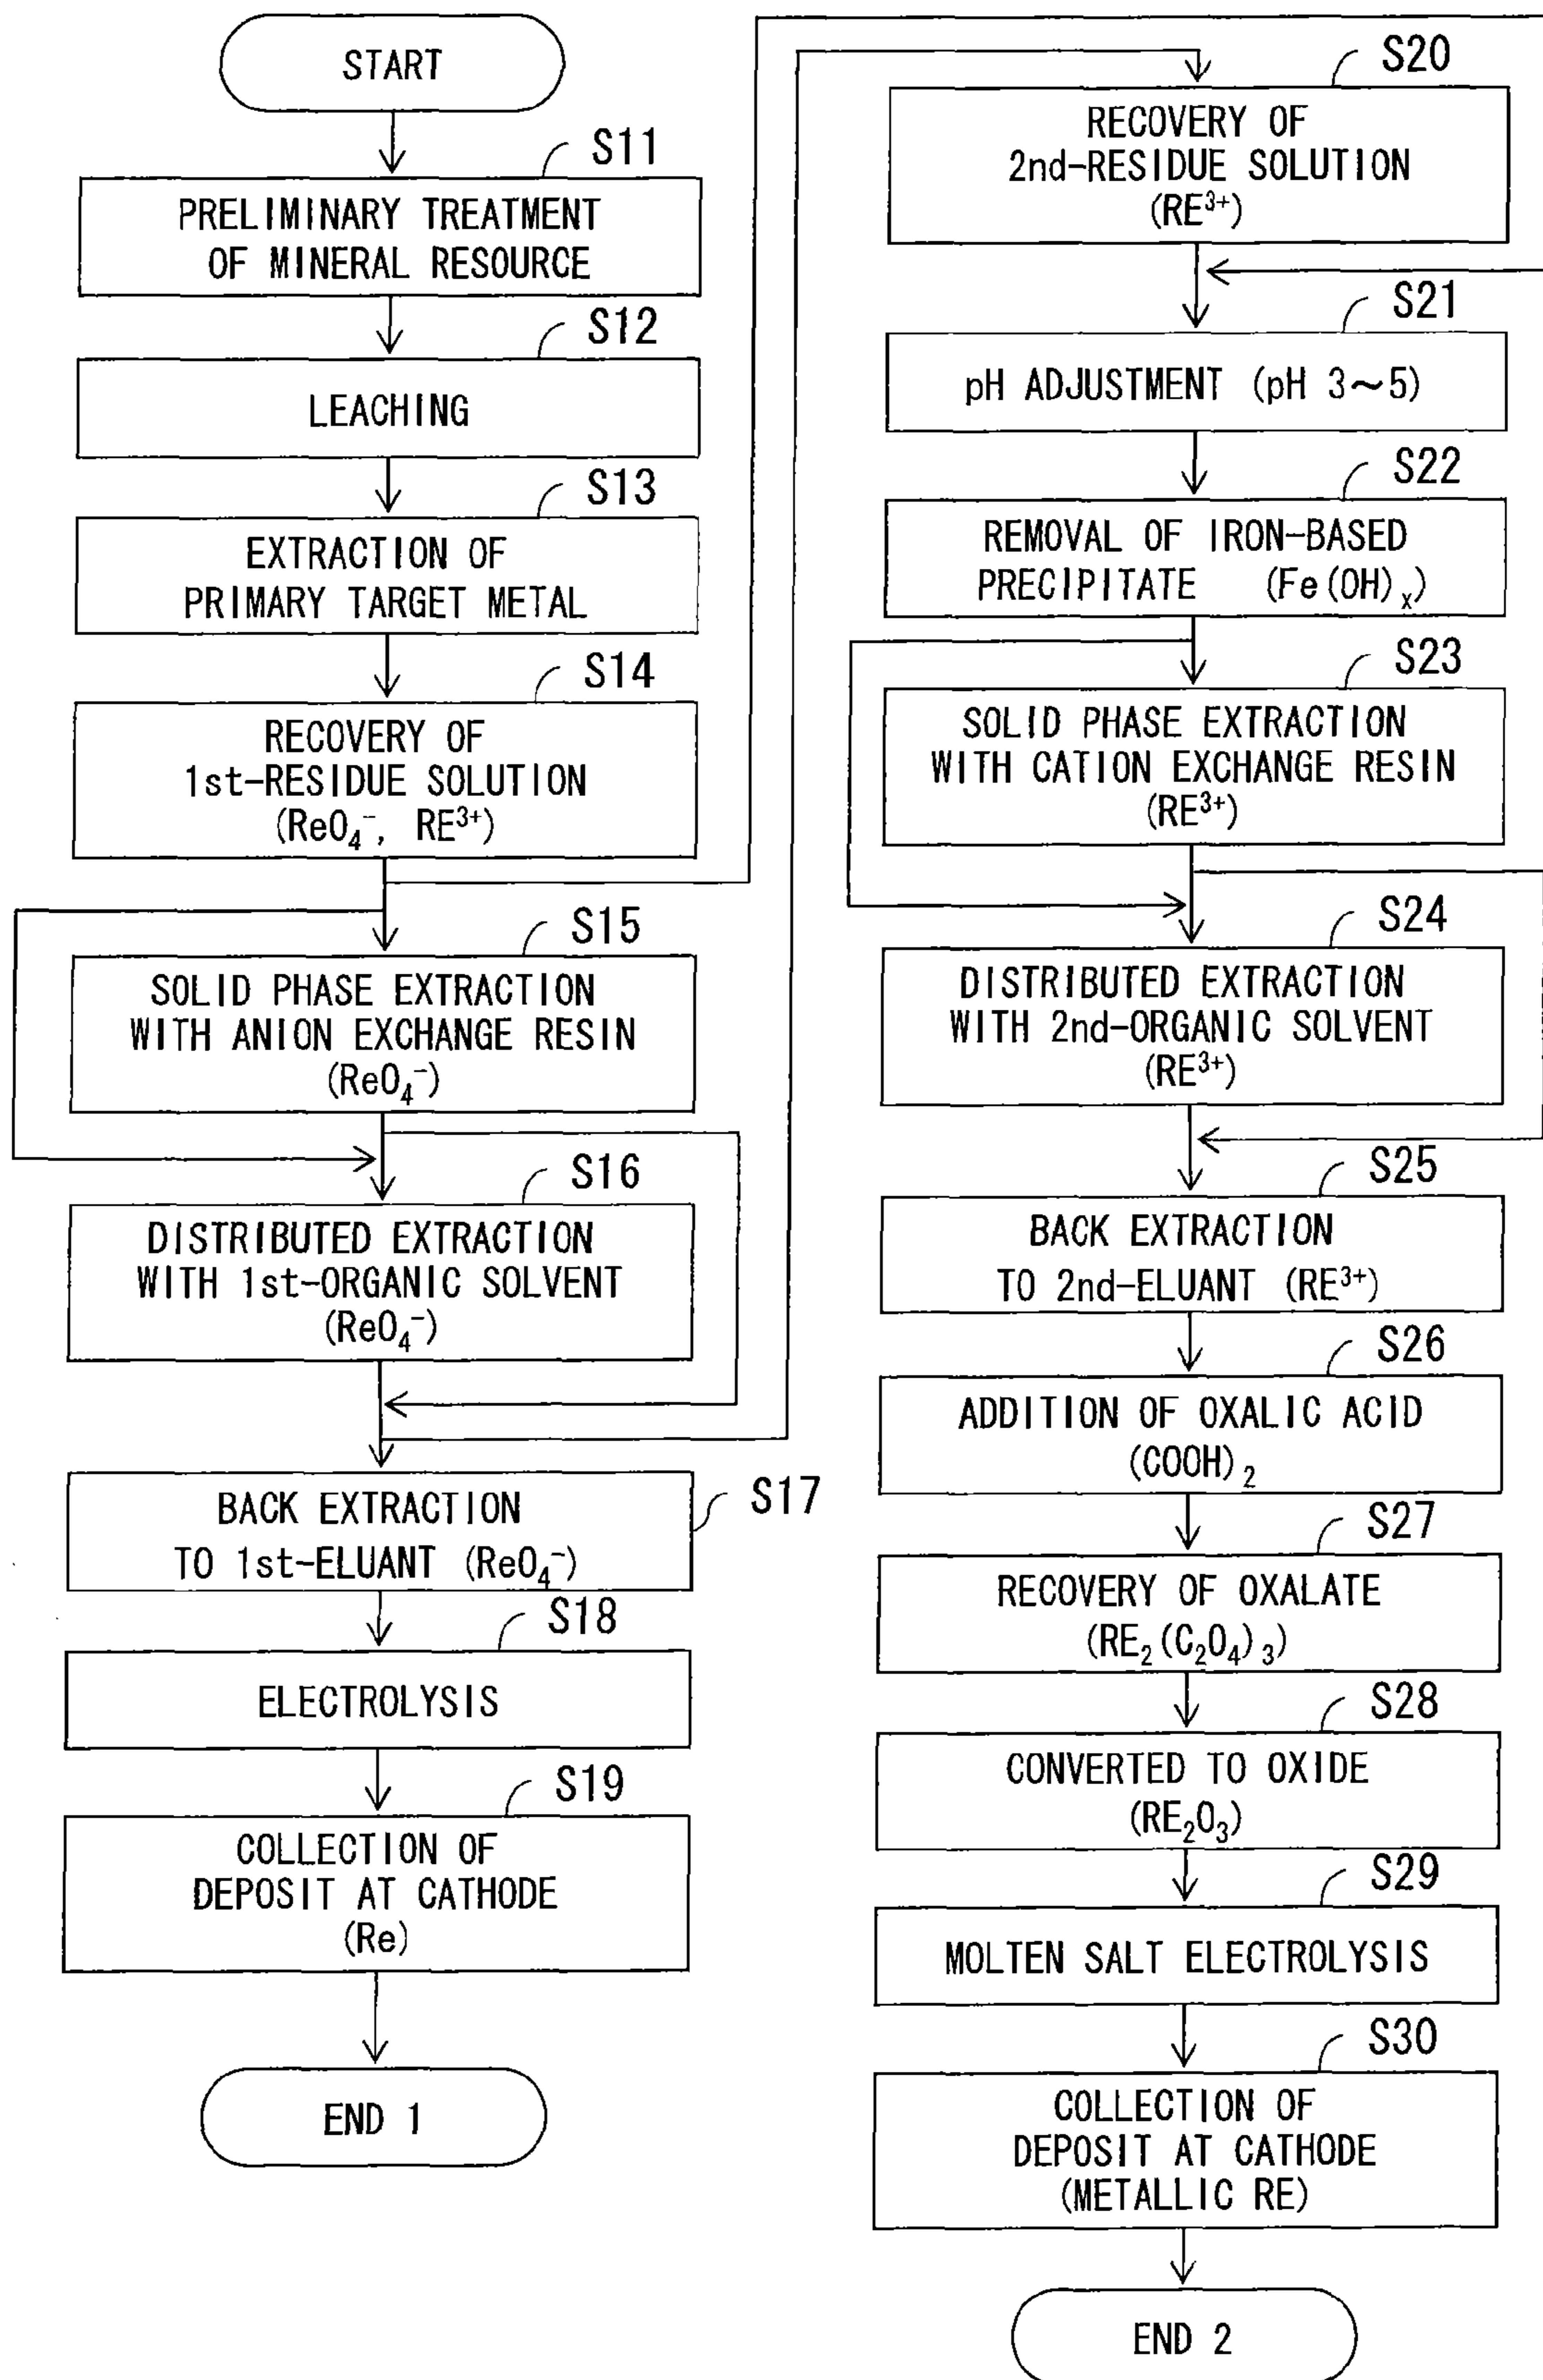 START
S11
PRELIMINARY TREATMENT
OF MINERAL RESOURCE
S12
LEACHING
S13
EXTRACTION OF
PRIMARY TARGET METAL
S14
RECOVERY OF
1st-RESIDUE SOLUTION
(ReO₄⁻, RE³⁺)
S15
SOLID PHASE EXTRACTION
WITH ANION EXCHANGE RESIN
(ReO₄⁻)
S16
DISTRIBUTED EXTRACTION
WITH 1st-ORGANIC SOLVENT
(ReO₄⁻)
S17
BACK EXTRACTION
TO 1st-ELUANT (ReO₄⁻)
S18
ELECTROLYSIS
S19
COLLECTION OF
DEPOSIT AT CATHODE
(Re)
END 1
S20
RECOVERY OF
2nd-RESIDUE SOLUTION
(RE³⁺)
S21
pH ADJUSTMENT (pH 3～5)
S22
REMOVAL OF IRON-BASED
PRECIPITATE (Fe(OH)ₓ)
S23
SOLID PHASE EXTRACTION
WITH CATION EXCHANGE RESIN
(RE³⁺)
S24
DISTRIBUTED EXTRACTION
WITH 2nd-ORGANIC SOLVENT
(RE³⁺)
S25
BACK EXTRACTION
TO 2nd-ELUANT (RE³⁺)
S26
ADDITION OF OXALIC ACID
(COOH)₂
S27
RECOVERY OF OXALATE
(RE₂(C₂O₄)₃)
S28
CONVERTED TO OXIDE
(RE₂O₃)
S29
MOLTEN SALT ELECTROLYSIS
S30
COLLECTION OF
DEPOSIT AT CATHODE
(METALLIC RE)
END 2